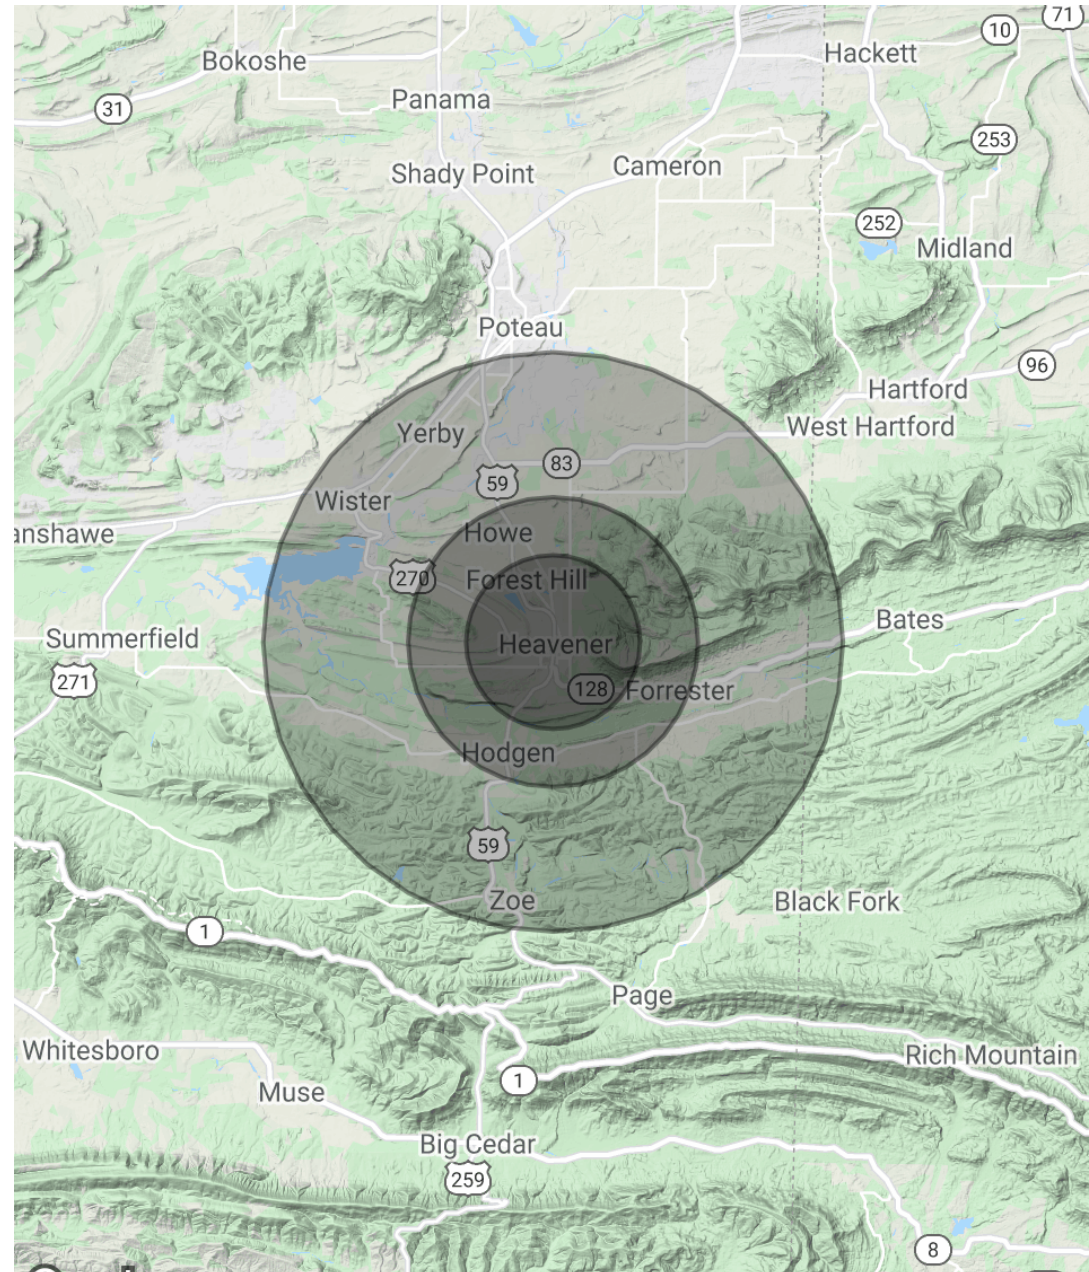 71
10
Hackett
Bokoshe
Panama
31
253
Shady Point
Cameron
252
Midland
Poteau
96
Hartford
West Hartford
Yerby
83
59
Wister
Howe
anshawe
270
Forest Hill
Bates
Summerfield
Heavener
271
128
Forrester
Hodgen
59
Zoe
Black Fork
1
Page
Whitesboro
Rich Mountain
1
Muse
Big Cedar
259
8